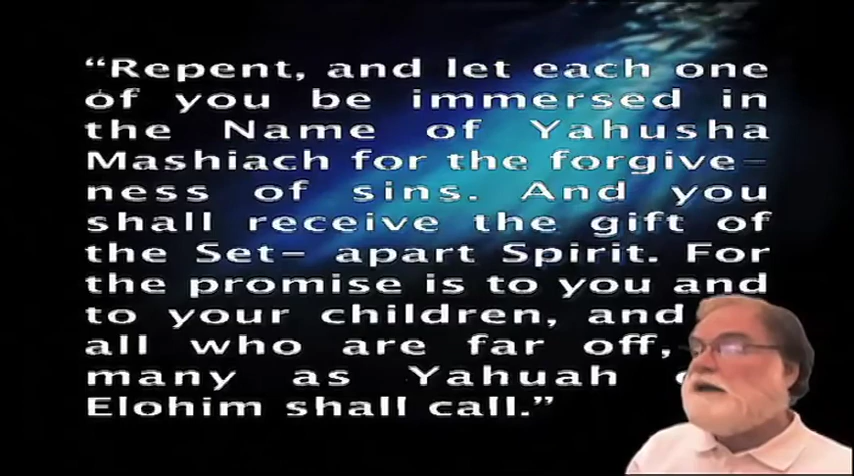 “Repent, and let each one
of you be immersed in
the Name of Yahusha
Mashiach for the forgive–
ness of sins. And you
shall receive the gift of
the Set– apart Spirit. For
the promise is to you and
to your children, and
all who are far off,
many as Yahuah
Elohim shall call.”